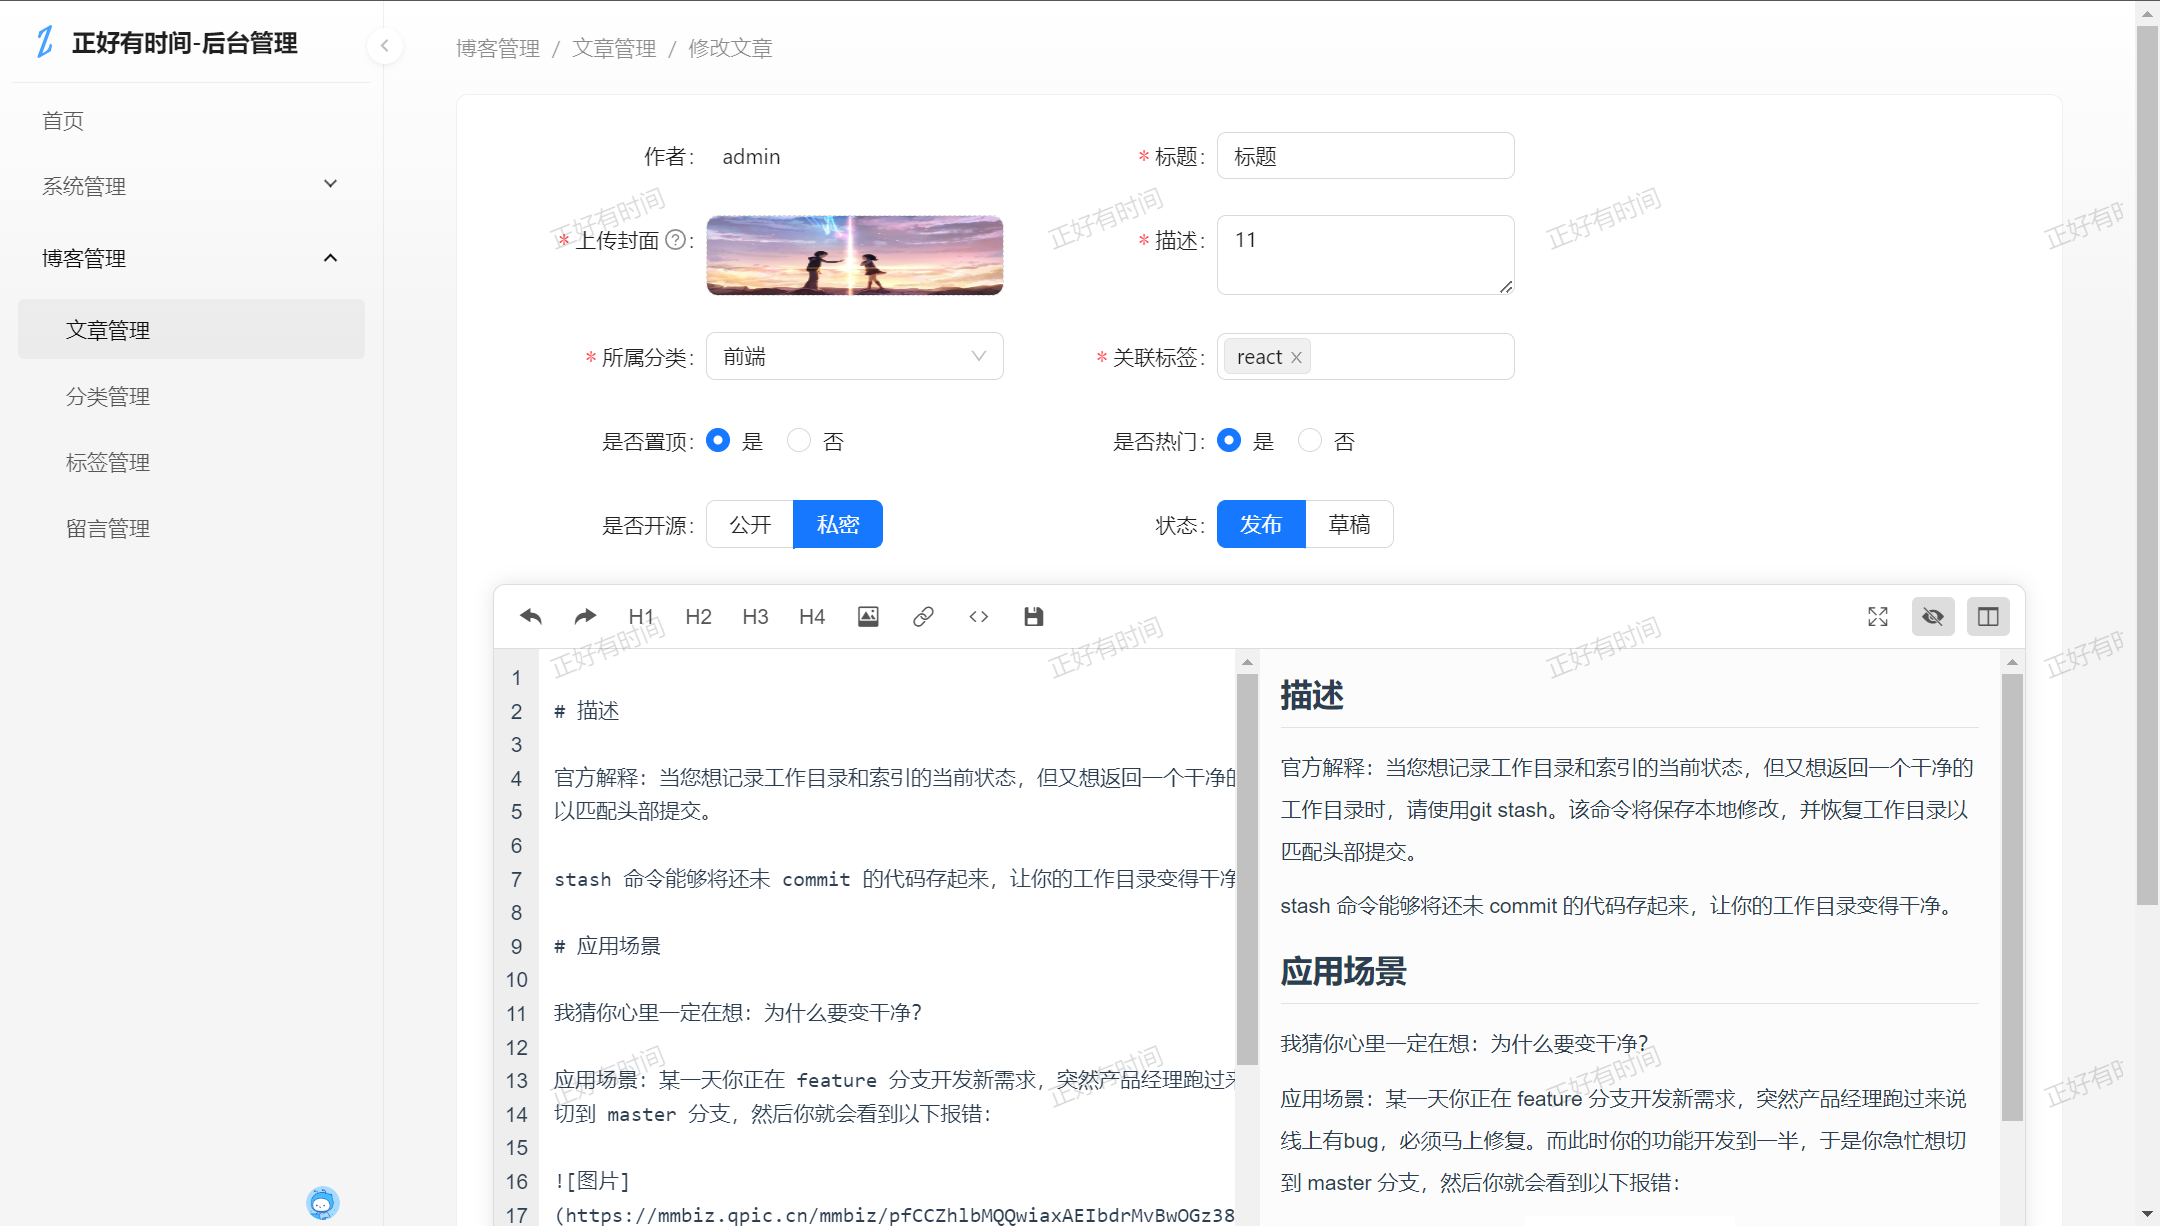 正好有时间-后台管理
博客管理 / 文章管理 / 修改文章
首页
系统管理
博客管理
文章管理
分类管理
标签管理
留言管理
作者: admin
* 标题: 标题
* 上传封面 ? :
* 描述: 11
* 所属分类: 前端
* 关联标签: react ×
是否置顶: 是 否
是否热门: 是 否
是否开源: 公开 私密
状态: 发布 草稿
H1 H2 H3 H4
1
2 # 描述
3
4 官方解释：当您想记录工作目录和索引的当前状态，但又想返回一个干净的
5 以匹配头部提交。
6
7 stash 命令能够将还未 commit 的代码存起来，让你的工作目录变得干净
8
9 # 应用场景
10
11 我猜你心里一定在想：为什么要变干净？
12
13 应用场景：某一天你正在 feature 分支开发新需求，突然产品经理跑过来
14 切到 master 分支，然后你就会看到以下报错：
15
16 ![图片]
17 (https://mmbiz.qpic.cn/mmbiz/pfCCZhlbMQQwiaxAEIbdrMvBwOGz38
描述
官方解释：当您想记录工作目录和索引的当前状态，但又想返回一个干净的
工作目录时，请使用git stash。该命令将保存本地修改，并恢复工作目录以
匹配头部提交。
stash 命令能够将还未 commit 的代码存起来，让你的工作目录变得干净。
应用场景
我猜你心里一定在想：为什么要变干净？
应用场景：某一天你正在 feature 分支开发新需求，突然产品经理跑过来说
线上有bug，必须马上修复。而此时你的功能开发到一半，于是你急忙想切
到 master 分支，然后你就会看到以下报错：
正好有时间
正好有时间
正好有时间
正好有时
正好有时间
正好有时间
正好有时间
正好有时
正好有时间
正好有时间
正好有时间
正好有时